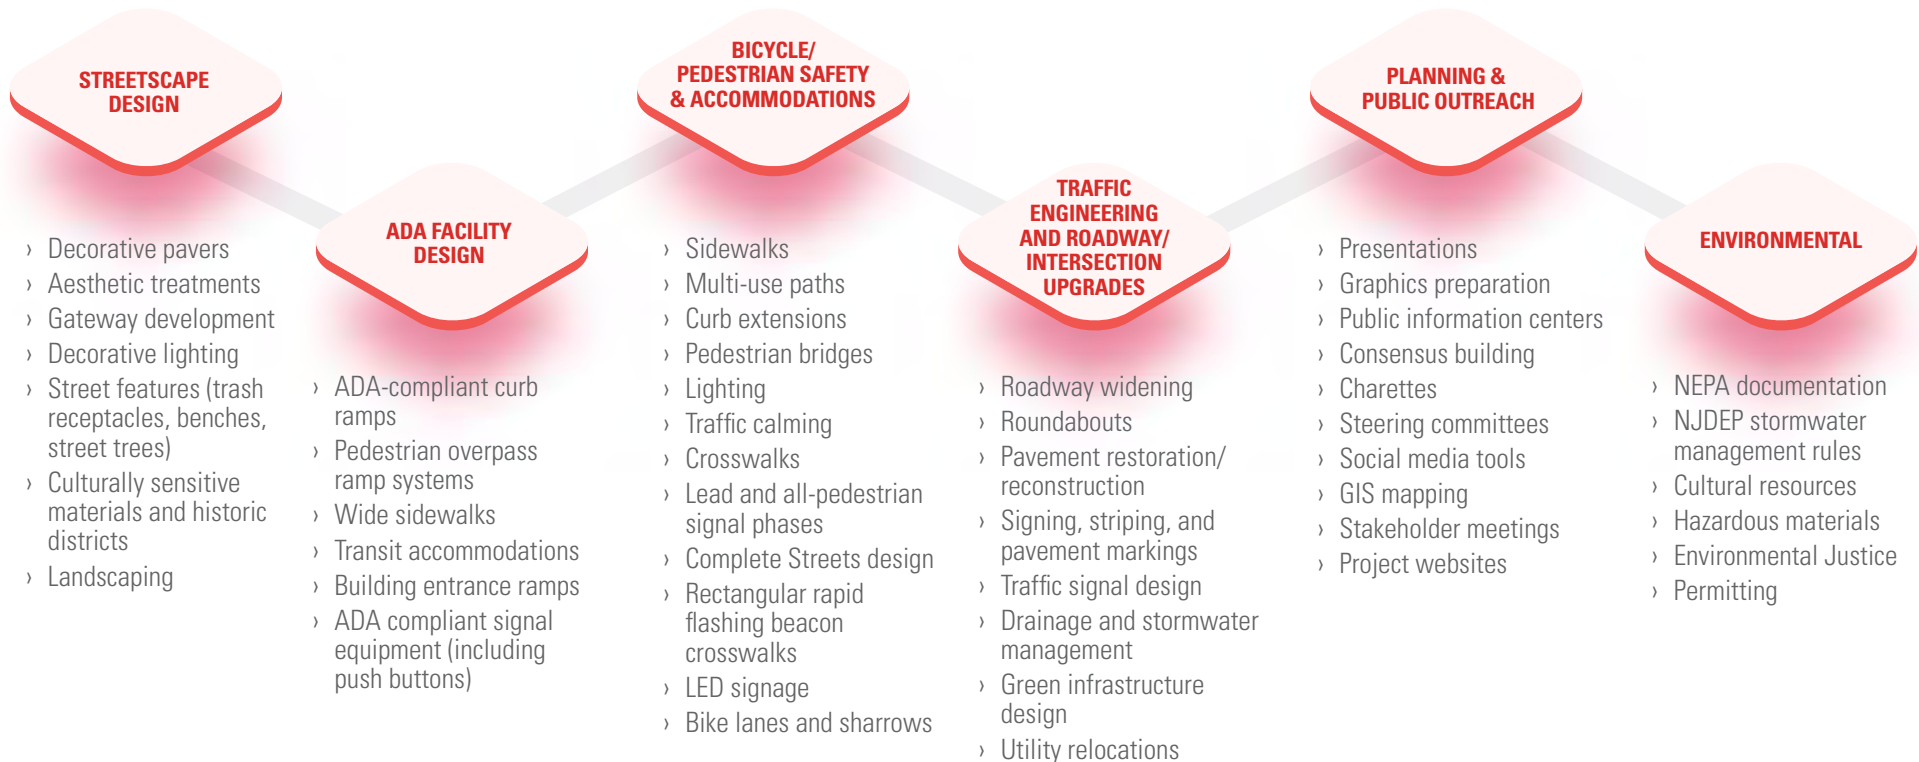 STREETSCAPE
DESIGN
› Decorative pavers
› Aesthetic treatments
› Gateway development
› Decorative lighting
› Street features (trash
receptacles, benches,
street trees)
› Culturally sensitive
materials and historic
districts
› Landscaping
ADA FACILITY
DESIGN
› ADA-compliant curb
ramps
› Pedestrian overpass
ramp systems
› Wide sidewalks
› Transit accommodations
› Building entrance ramps
› ADA compliant signal
equipment (including
push buttons)
BICYCLE/
PEDESTRIAN SAFETY
& ACCOMMODATIONS
› Sidewalks
› Multi-use paths
› Curb extensions
› Pedestrian bridges
› Lighting
› Traffic calming
› Crosswalks
› Lead and all-pedestrian
signal phases
› Complete Streets design
› Rectangular rapid
flashing beacon
crosswalks
› LED signage
› Bike lanes and sharrows
TRAFFIC
ENGINEERING
AND ROADWAY/
INTERSECTION
UPGRADES
› Roadway widening
› Roundabouts
› Pavement restoration/
reconstruction
› Signing, striping, and
pavement markings
› Traffic signal design
› Drainage and stormwater
management
› Green infrastructure
design
› Utility relocations
PLANNING &
PUBLIC OUTREACH
› Presentations
› Graphics preparation
› Public information centers
› Consensus building
› Charettes
› Steering committees
› Social media tools
› GIS mapping
› Stakeholder meetings
› Project websites
ENVIRONMENTAL
› NEPA documentation
› NJDEP stormwater
management rules
› Cultural resources
› Hazardous materials
› Environmental Justice
› Permitting